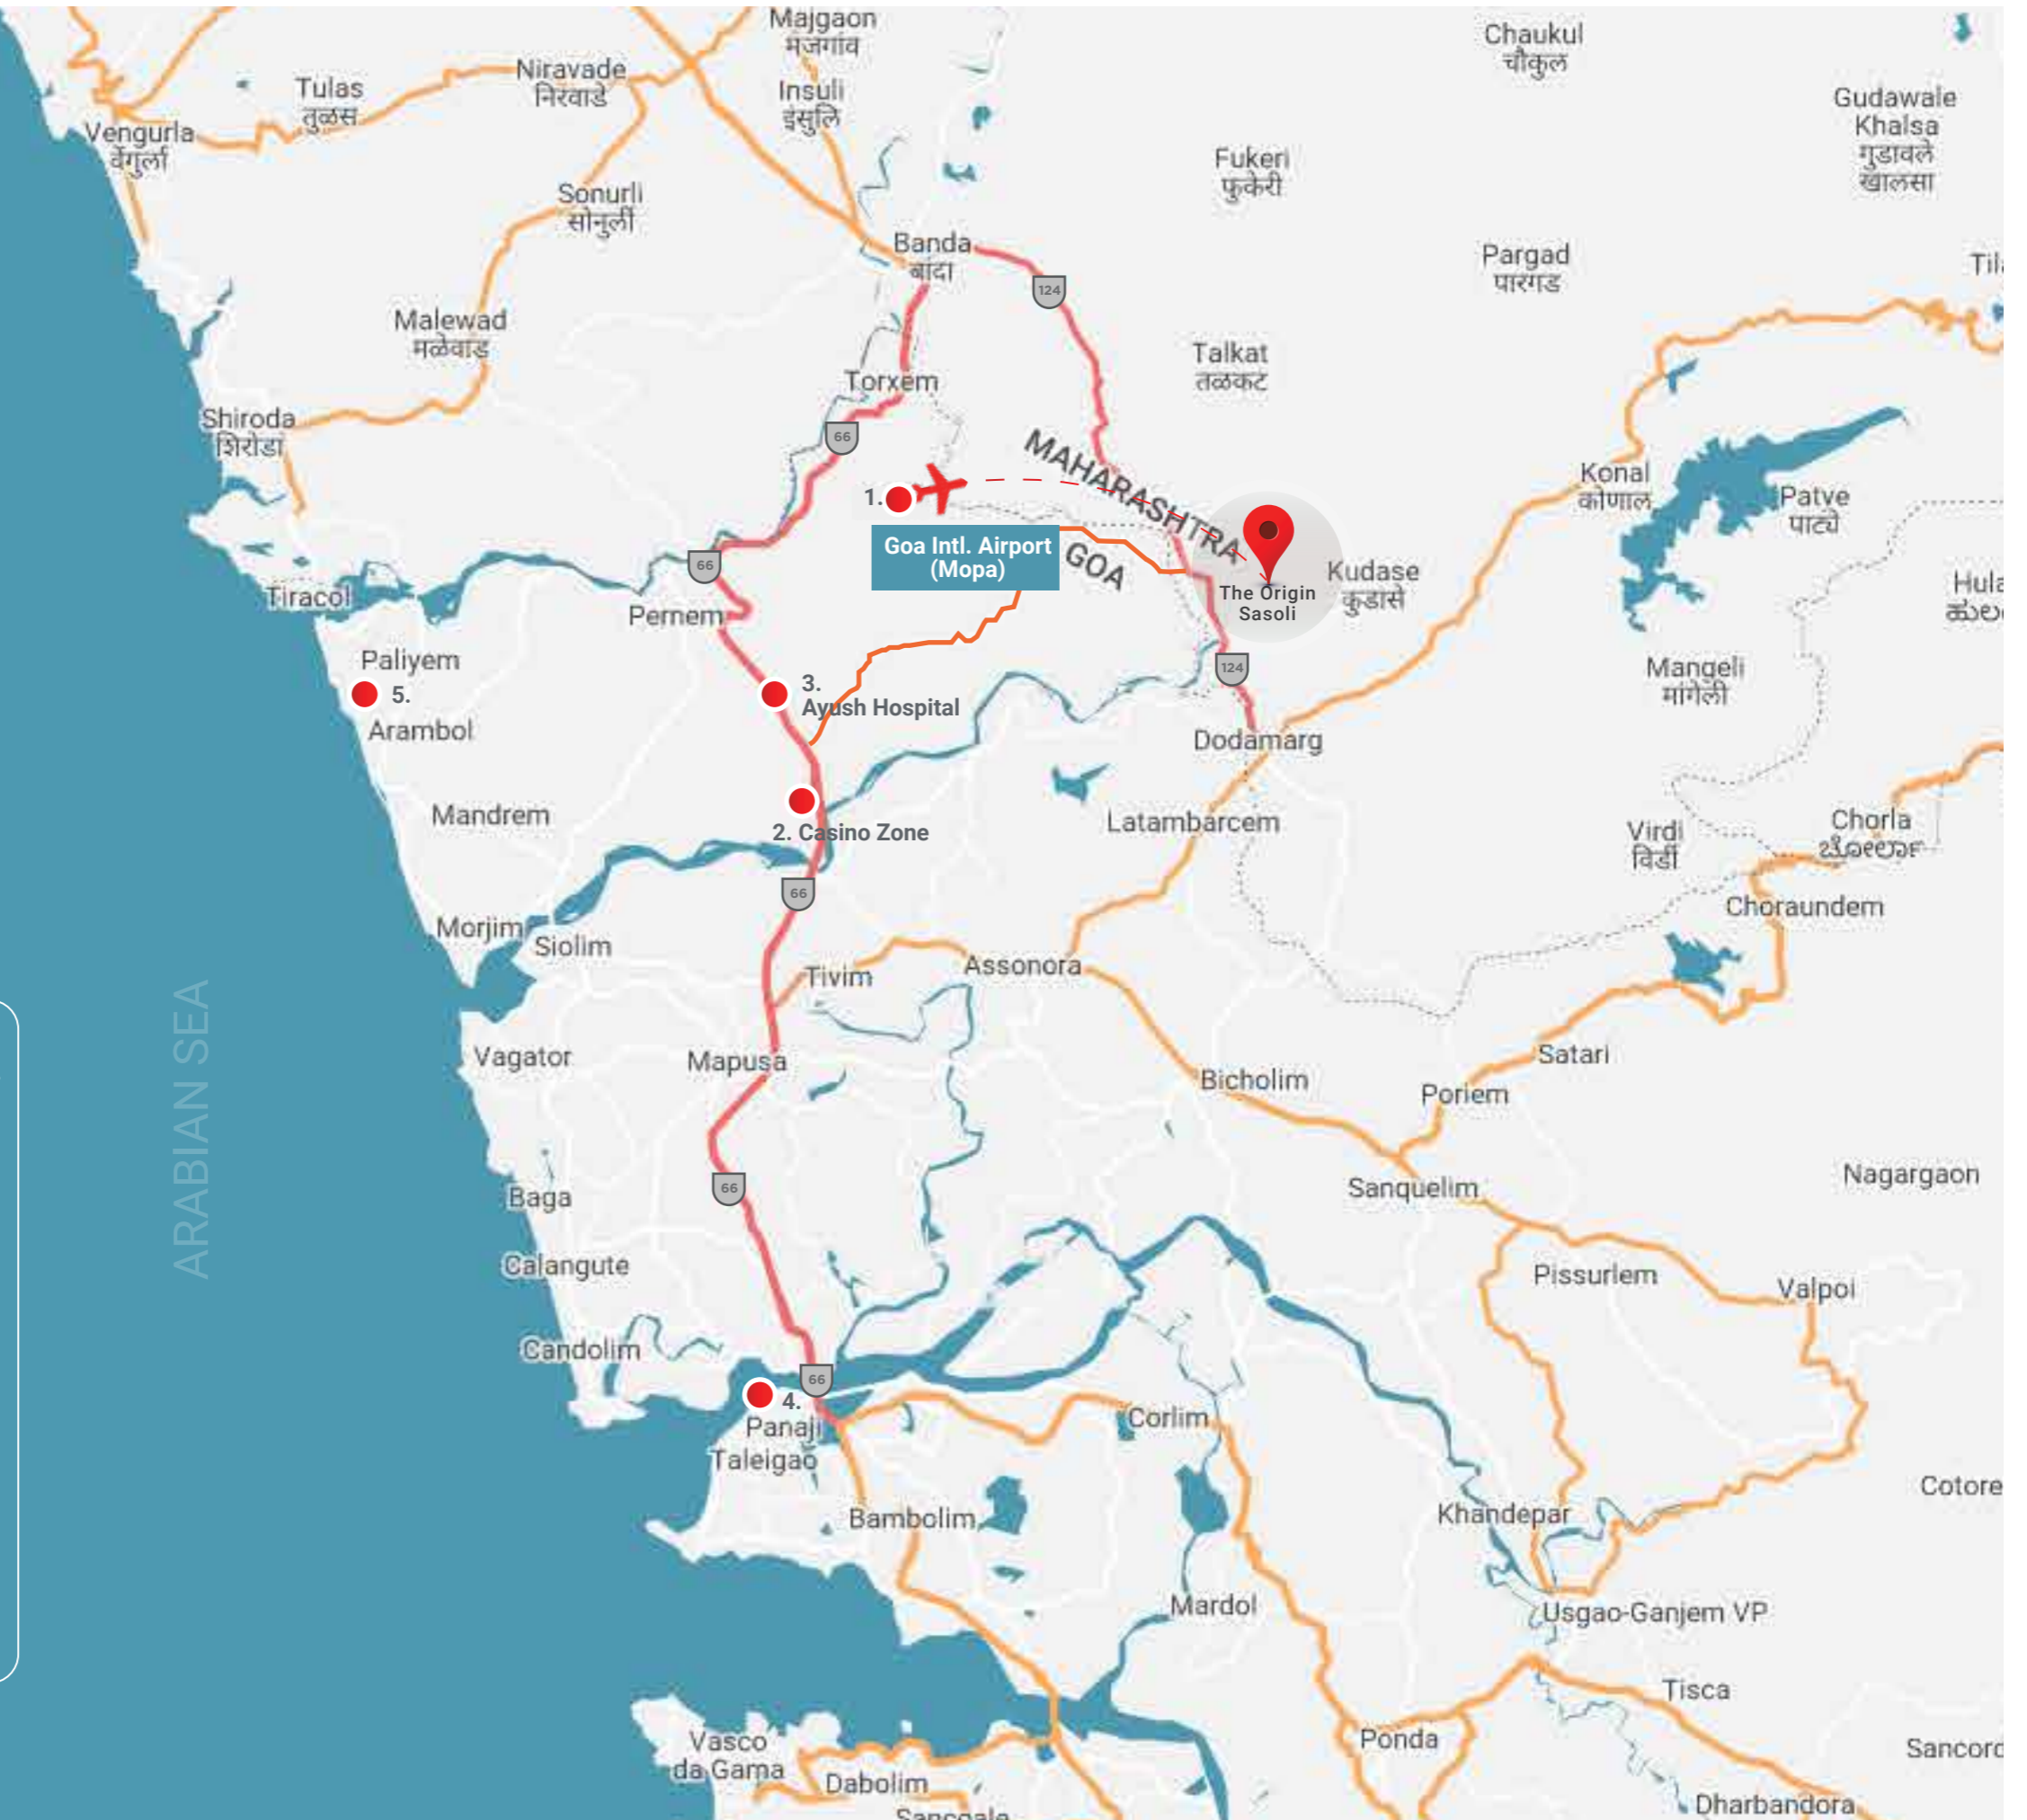 Majgaon
मजगांव
Chaukul
चौकुल
Niravade
निरवाडे
Tulas
तुळस
Insuli
इंसुलि
Gudawale
Khalsa
गुडावले
खालसा
Vengurla
वेंगुर्ला
Fukeri
फुकेरी
Sonurli
सोनुर्ली
Banda
बांदा
Pargad
पारगड
124
Malewad
मळेवाड
Talkat
तळकट
Torxem
Shiroda
शिरोडा
66
MAHARASHTRA
Konal
कोणाल
Patve
पाट्ये
1.
Goa Intl. Airport
(Mopa)
GOA
66
Kudase
कुडासे
The Origin
Sasoli
Tiracol
Pernem
Paliyem
124
Mangeli
मांगेली
5.
3.
Ayush Hospital
Arambol
Dodamarg
Mandrem
Latambarcem
2. Casino Zone
Virdi
विर्डी
Chorla
ಚೋರ್ಲಾ
66
Choraundem
Morjim
Siolim
Tivim
Assonora
ARABIAN SEA
Vagator
Mapusa
Satari
Bicholim
Poriem
66
Nagargaon
Sanquelim
Baga
Calangute
Pissurlem
Valpoi
Candolim
66
4.
Panaji
Corlim
Taleigao
Cotore
Bambolim
Khandepar
Mardol
Usgao-Ganjem VP
Tisca
Vasco
da Gama
Ponda
Dabolim
Dharbandora